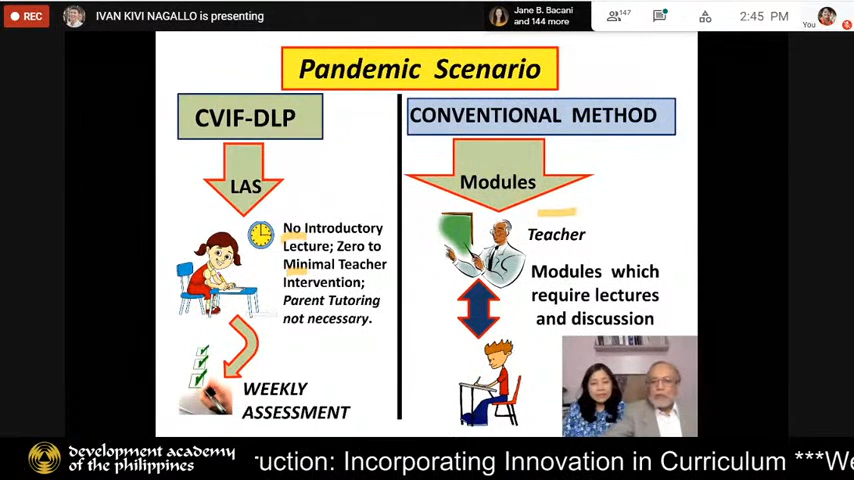 REC
IVAN KIVI NAGALLO is presenting
Jane B. Bacani
and 144 more
147
2:45 PM
You
Pandemic Scenario
CVIF-DLP
CONVENTIONAL METHOD
LAS
Modules
No Introductory
Lecture; Zero to
Minimal Teacher
Intervention;
Parent Tutoring
not necessary.
Teacher
Modules which
require lectures
and discussion
WEEKLY
ASSESSMENT
development academy
of the philippines
ruction: Incorporating Innovation in Curriculum ***We